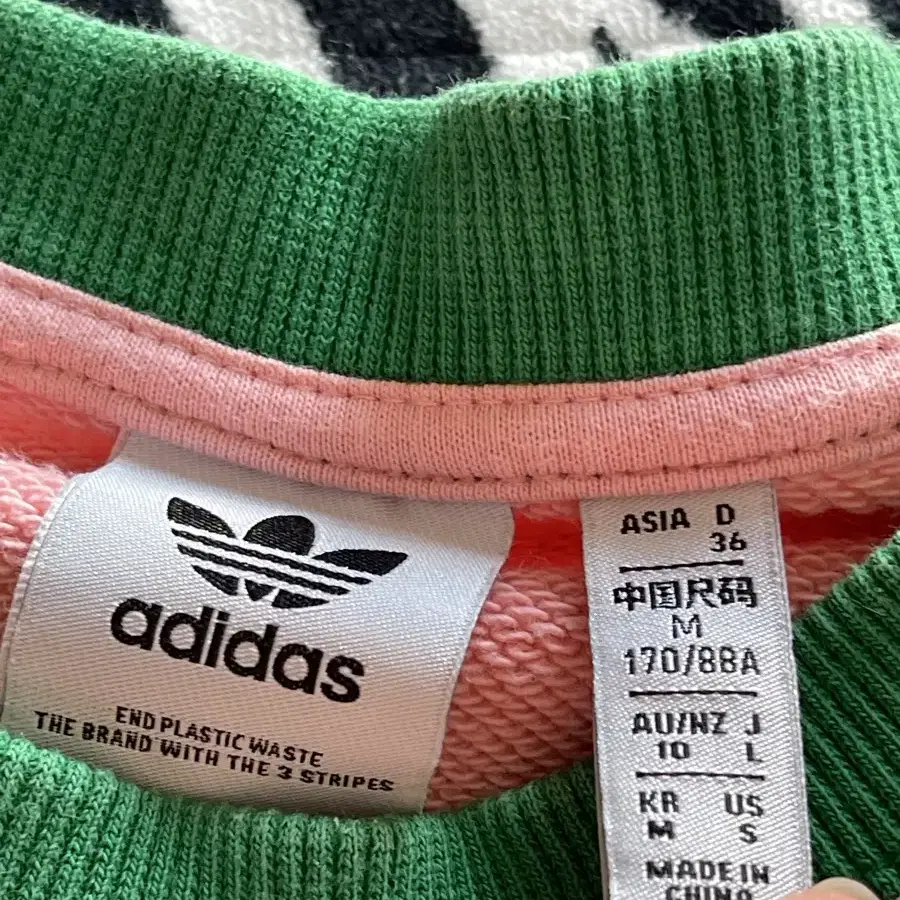 adidas
END PLASTIC WASTE
THE BRAND WITH THE 3 STRIPES
ASIA D
36
中国尺码
M
170/88A
AU/NZ J
10 L
KR US
M S
MADE IN
CHINA